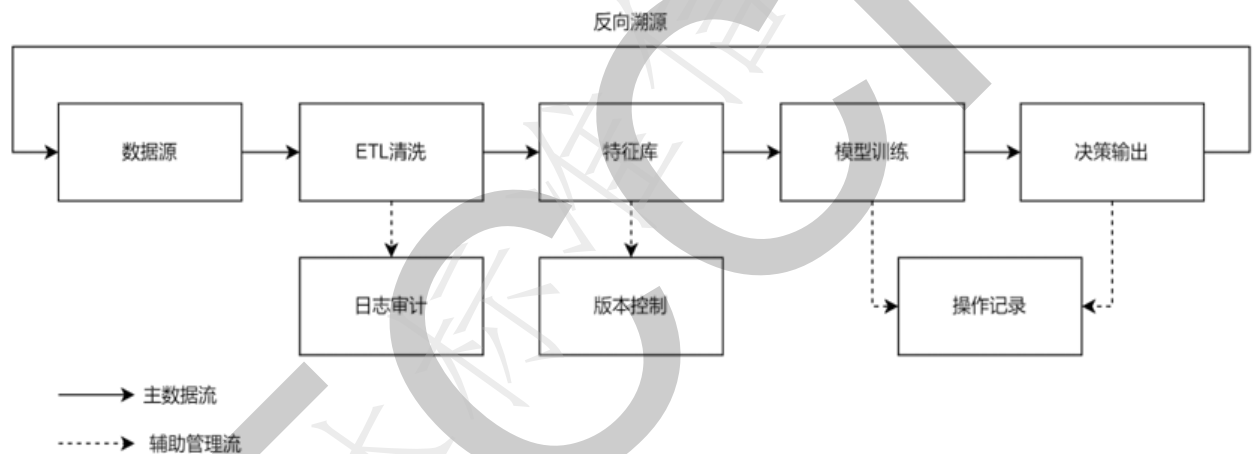 反向溯源
数据源
ETL清洗
特征库
模型训练
决策输出
日志审计
版本控制
操作记录
主数据流
辅助管理流